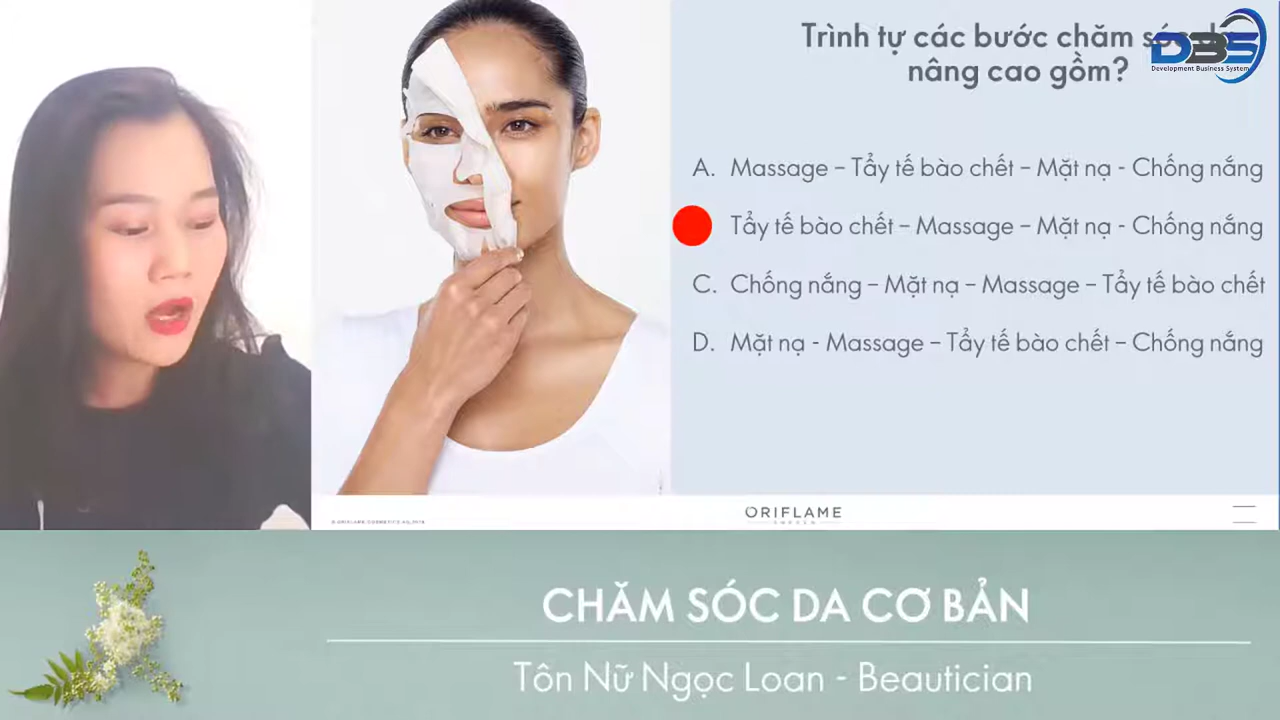 Trình tự các bước chăm sóc da
nâng cao gồm?
DBS
Development Business System
A. Massage – Tẩy tế bào chết – Mặt nạ - Chống nắng
Tẩy tế bào chết – Massage – Mặt nạ - Chống nắng
C. Chống nắng – Mặt nạ – Massage – Tẩy tế bào chết
D. Mặt nạ - Massage – Tẩy tế bào chết – Chống nắng
ORIFLAME
SWEDEN
CHĂM SÓC DA CƠ BẢN
Tôn Nữ Ngọc Loan - Beautician